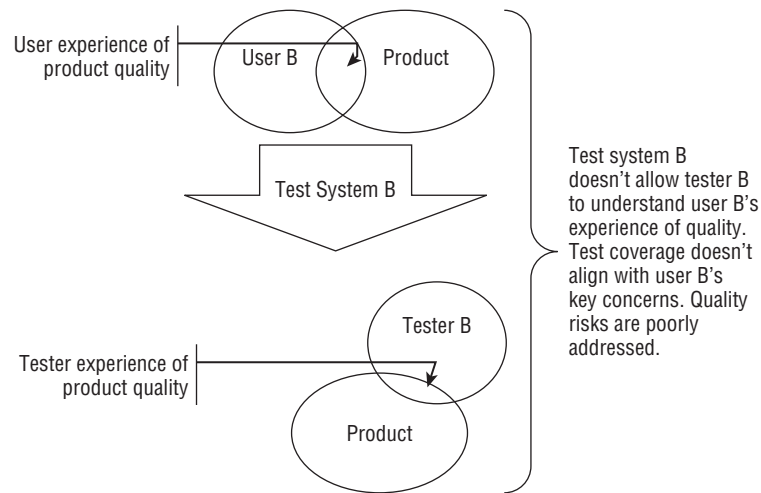 User experience of
product quality
User B
Product
Test System B
Tester experience of
product quality
Tester B
Product
Test system B
doesn’t allow tester B
to understand user B’s
experience of quality.
Test coverage doesn’t
align with user B’s
key concerns. Quality
risks are poorly
addressed.